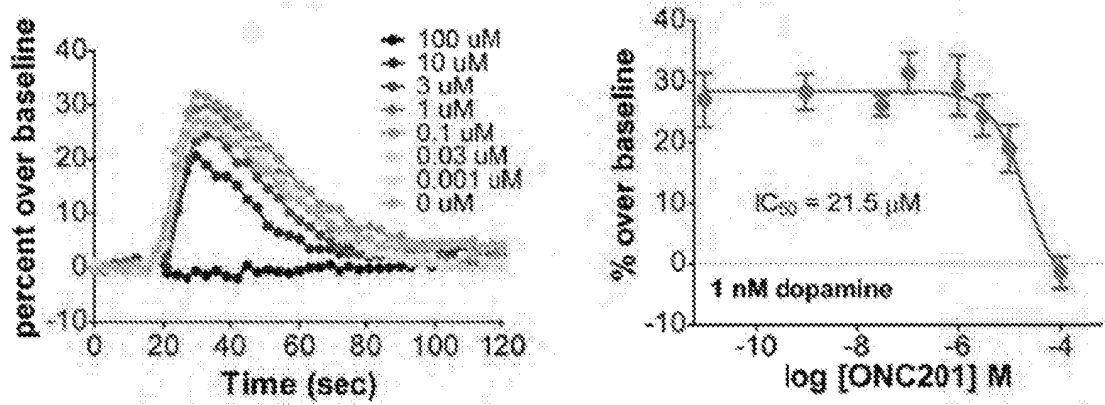 percent over baseline
40
30
20
10
0
-10
0 20 40 60 80 100 120
Time (sec)
100 uM
10 uM
3 uM
1 uM
0.1 uM
0.03 uM
0.001 uM
0 uM
% over baseline
40
30
20
10
0
-10
IC50 = 21.5 µM
1 nM dopamine
-10 -8 -6 -4
log [ONC201] M